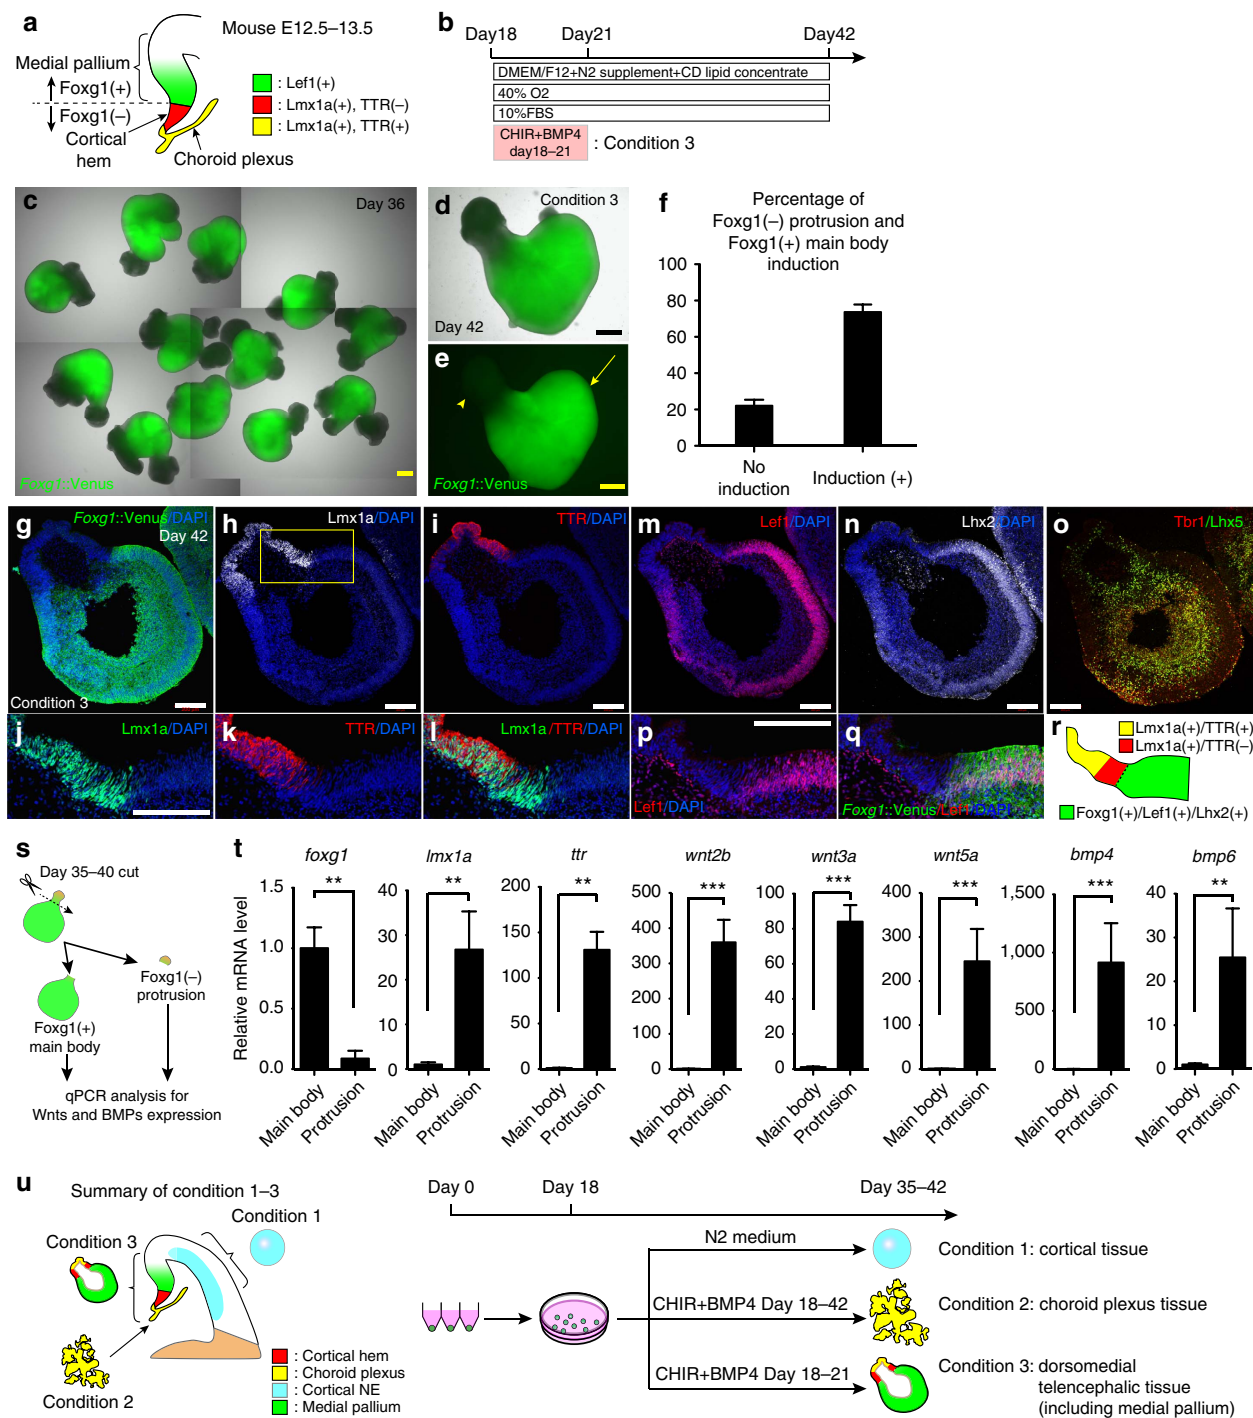 a
Mouse E12.5–13.5
Medial pallium
Foxg1(+)
Foxg1(–)
Cortical
hem
Choroid plexus
: Lef1(+)
: Lmx1a(+), TTR(–)
: Lmx1a(+), TTR(+)
b
Day18
Day21
Day42
DMEM/F12+N2 supplement+CD lipid concentrate
40% O2
10%FBS
CHIR+BMP4
day18–21
: Condition 3
c
Day 36
Foxg1::Venus
d
Condition 3
Day 42
e
Foxg1::Venus
f
Percentage of
Foxg1(–) protrusion and
Foxg1(+) main body
induction
100
80
60
40
20
0
No
induction
Induction (+)
g
Foxg1::Venus/DAPI
Day 42
Condition 3
h
Lmx1a/DAPI
i
TTR/DAPI
m
Lef1/DAPI
n
Lhx2/DAPI
o
Tbr1/Lhx5
j
Lmx1a/DAPI
k
TTR/DAPI
l
Lmx1a/TTR/DAPI
p
Lef1/DAPI
q
Foxg1::Venus/Lef1/DAPI
r
Lmx1a(+)/TTR(+)
Lmx1a(+)/TTR(–)
Foxg1(+)/Lef1(+)/Lhx2(+)
s
Day 35–40 cut
Foxg1(–)
protrusion
Foxg1(+)
main body
qPCR analysis for
Wnts and BMPs expression
t
Relative mRNA level
foxg1
1.5
1.0
0.5
0.0
**
Main body
Protrusion
lmx1a
40
30
20
10
0
**
Main body
Protrusion
ttr
200
150
100
50
0
**
Main body
Protrusion
wnt2b
500
400
300
200
100
0
***
Main body
Protrusion
wnt3a
100
80
60
40
20
0
***
Main body
Protrusion
wnt5a
400
300
200
100
0
***
Main body
Protrusion
bmp4
1,500
1,000
500
0
***
Main body
Protrusion
bmp6
40
30
20
10
0
**
Main body
Protrusion
u
Summary of condition 1–3
Condition 1
Condition 3
Condition 2
: Cortical hem
: Choroid plexus
: Cortical NE
: Medial pallium
Day 0
Day 18
Day 35–42
N2 medium
CHIR+BMP4 Day 18–42
CHIR+BMP4 Day 18–21
Condition 1: cortical tissue
Condition 2: choroid plexus tissue
Condition 3: dorsomedial
telencephalic tissue
(including medial pallium)